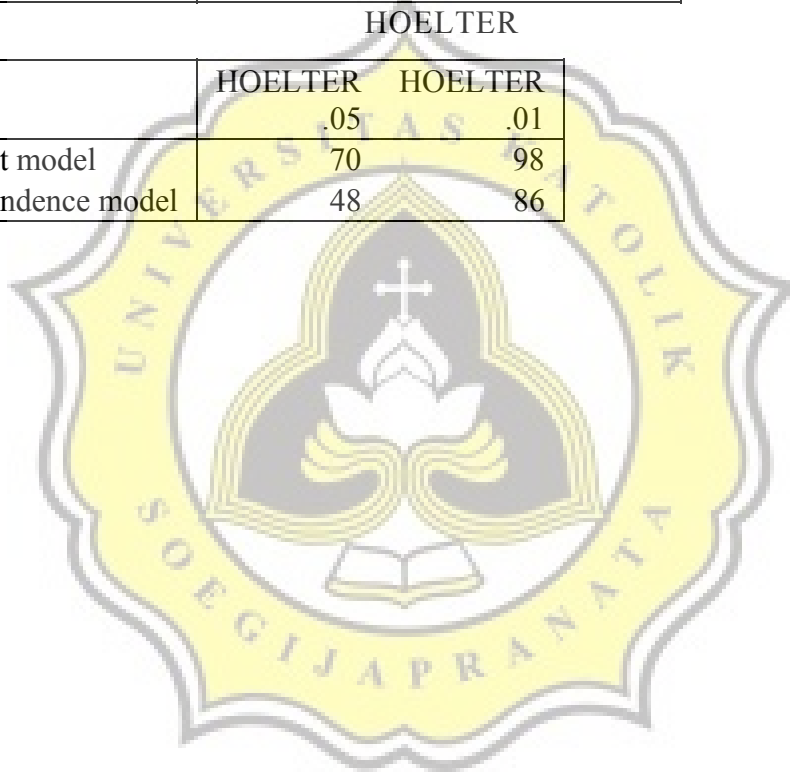 HOELTER
HOELTER HOELTER
.05 .01
t model 70 98
ndence model 48 86
UNIVERSITAS KATOLIK
SOEGIJAPRANATA